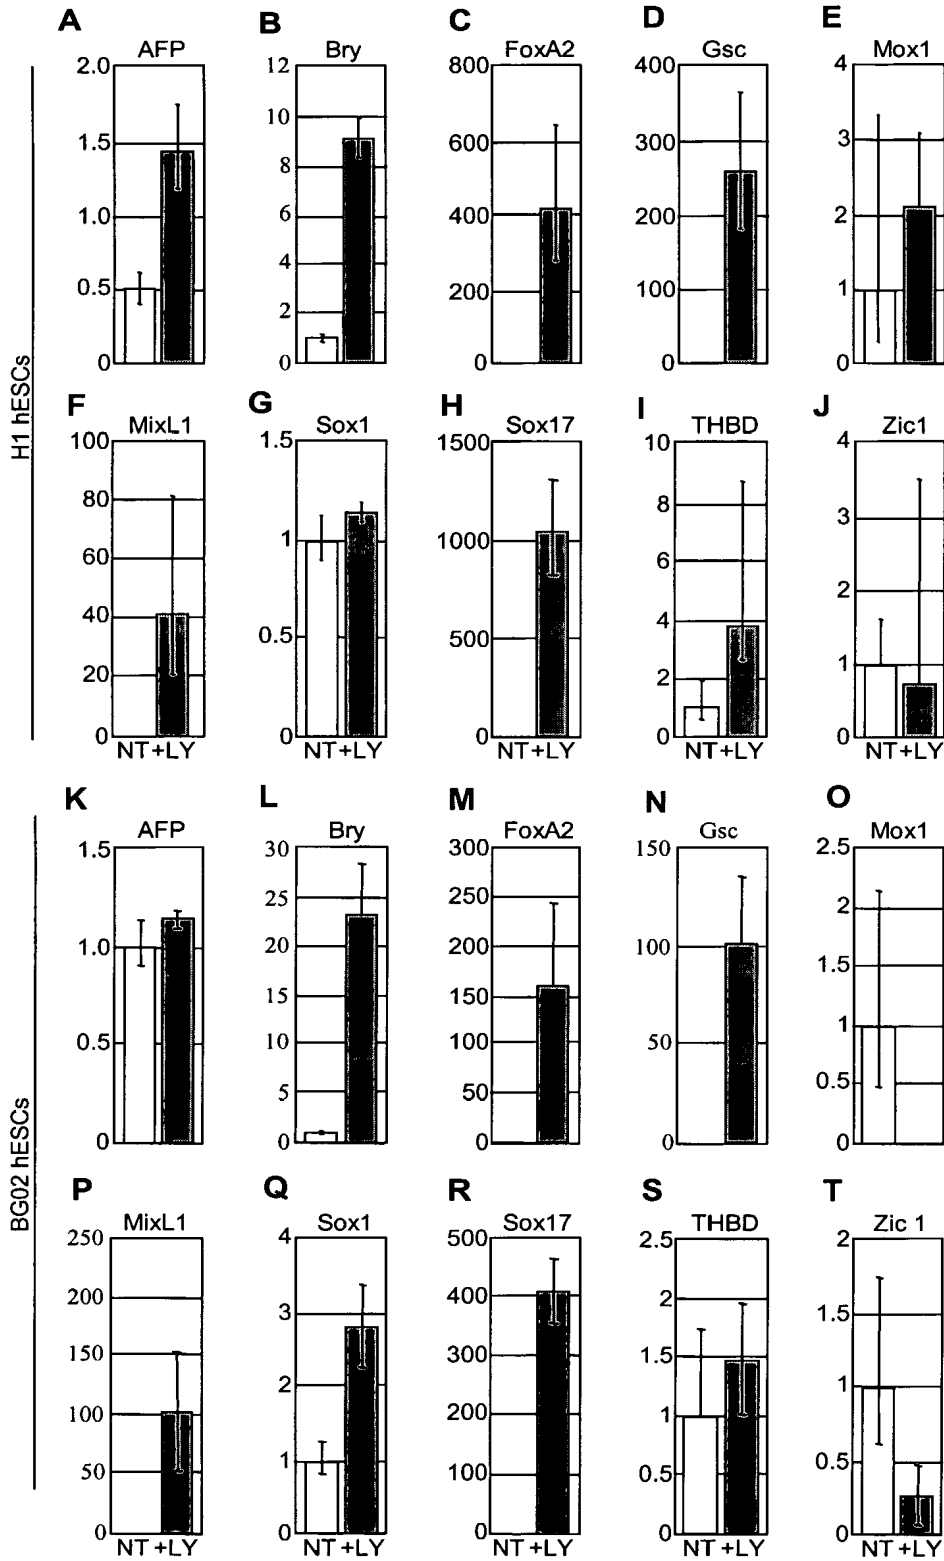 A B C D E
AFP Bry FoxA2 Gsc Mox1
2.0 12 800 400 4
10
1.5 600 300 3
8
1.0 6 400 200 2
4
0.5 200 100 1
2
0 0 0 0 0
H1 hESCs
F G H I J
MixL1 Sox1 Sox17 THBD Zic1
100 1.5 1500 10 4
80 8 3
60 1.0 1000 6
2
40 4
0.5 500
20 2 1
0 0 0 0 0
NT +LY NT +LY NT +LY NT +LY NT +LY
K L M N O
AFP Bry FoxA2 Gsc Mox1
1.5 30 300 150 2.5
25 250 2
1.0 20 200 100
1.5
15 150
1
0.5 10 100 50
0.5
5 50
0 0 0 0 0
BG02 hESCs
P Q R S T
MixL1 Sox1 Sox17 THBD Zic 1
250 4 500 2.5 2
200 400 2
3 1.5
150 300 1.5
2 1
100 200 1
1 0.5
50 100 0.5
0 0 0 0 0
NT +LY NT +LY NT +LY NT +LY NT +LY